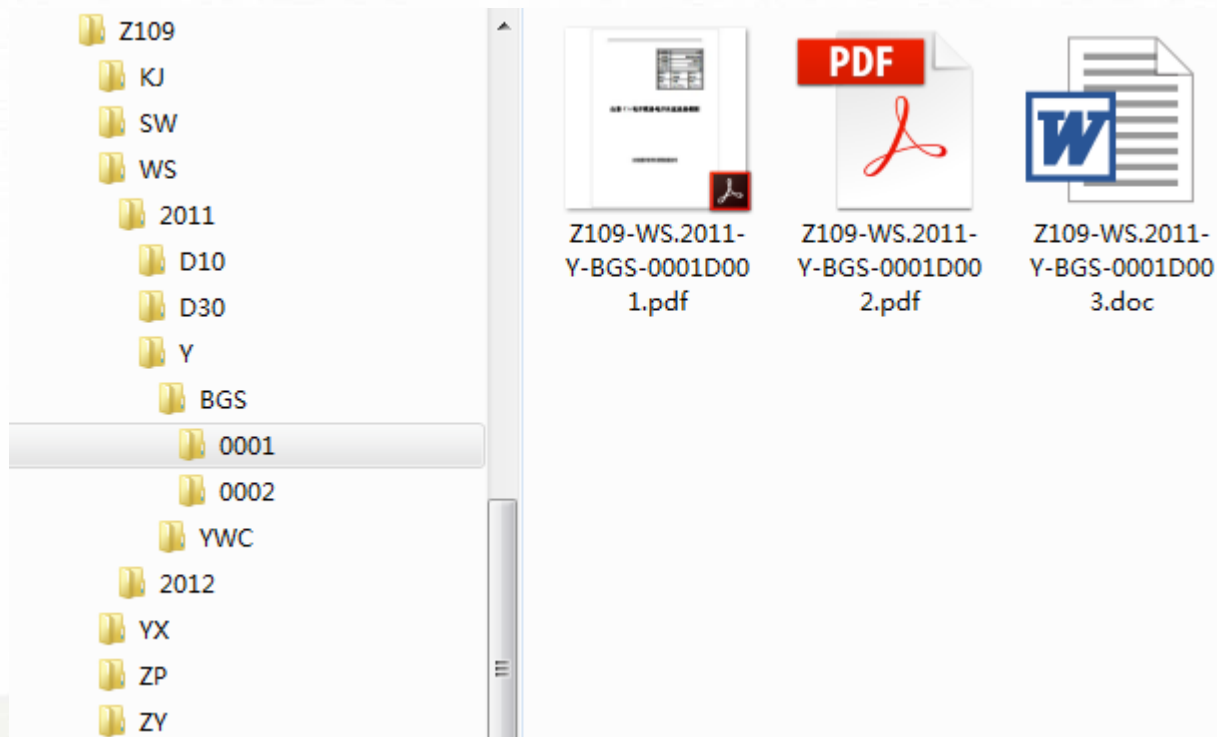 Z109
KJ
SW
WS
2011
D10
D30
Y
BGS
0001
0002
YWC
2012
YX
ZP
ZY
Z109-WS.2011-
Y-BGS-0001D00
1.pdf
PDF
Z109-WS.2011-
Y-BGS-0001D00
2.pdf
W
Z109-WS.2011-
Y-BGS-0001D00
3.doc